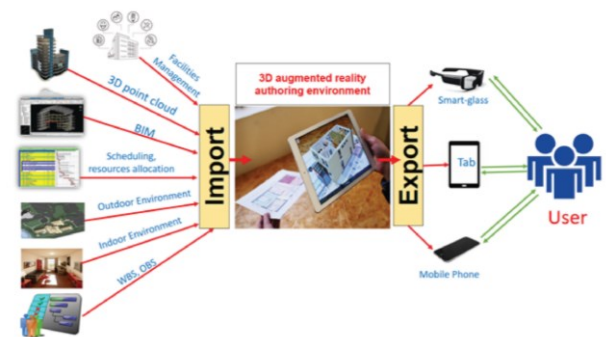 Facilities
Management
3D point cloud
BIM
Scheduling,
resources allocation
Outdoor Environment
Indoor Environment
WBS, OBS
Import
3D augmented reality
authoring environment
Export
Smart-glass
Tab
Mobile Phone
User